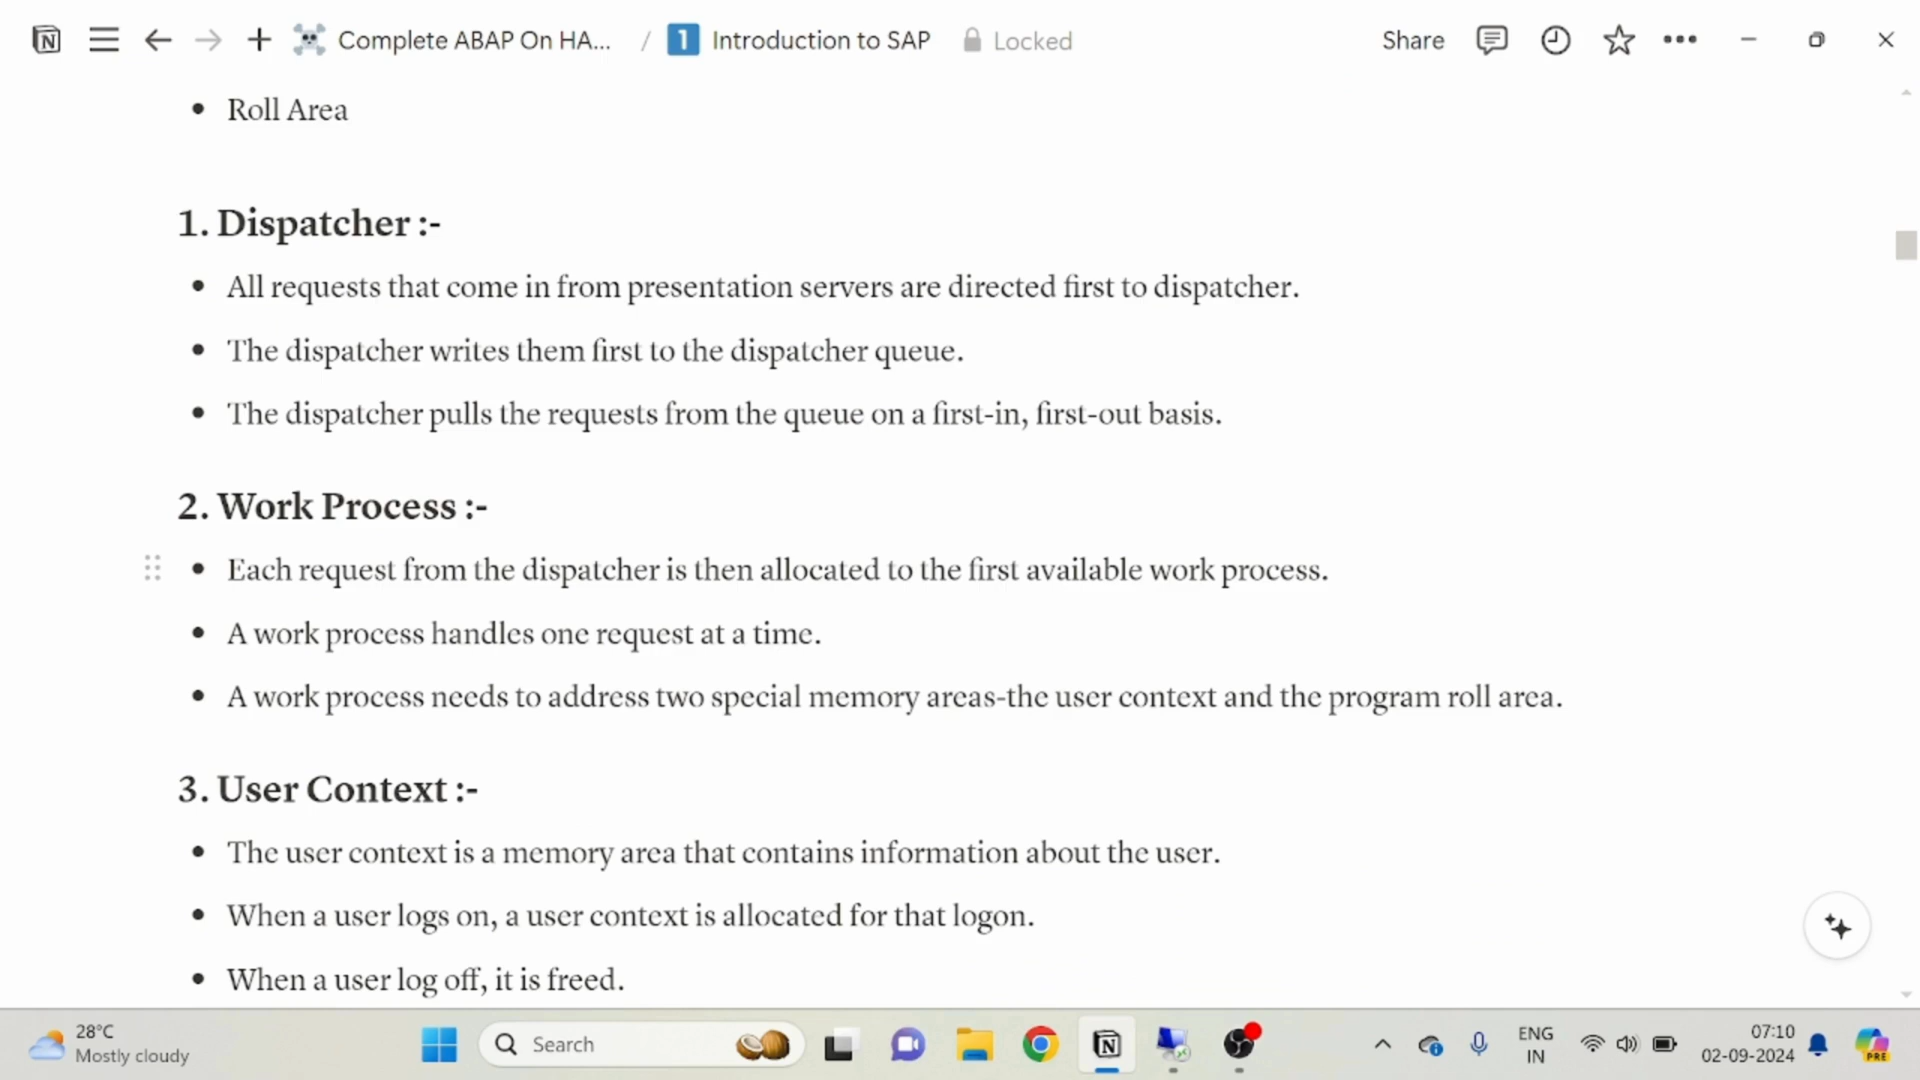 Complete ABAP On HA... / 1 Introduction to SAP Locked Share
• Roll Area
1. Dispatcher :-
• All requests that come in from presentation servers are directed first to dispatcher.
• The dispatcher writes them first to the dispatcher queue.
• The dispatcher pulls the requests from the queue on a first-in, first-out basis.
2. Work Process :-
• Each request from the dispatcher is then allocated to the first available work process.
• A work process handles one request at a time.
• A work process needs to address two special memory areas-the user context and the program roll area.
3. User Context :-
• The user context is a memory area that contains information about the user.
• When a user logs on, a user context is allocated for that logon.
• When a user log off, it is freed.
28°C
Mostly cloudy
Search
ENG
IN
07:10
02-09-2024
PRE